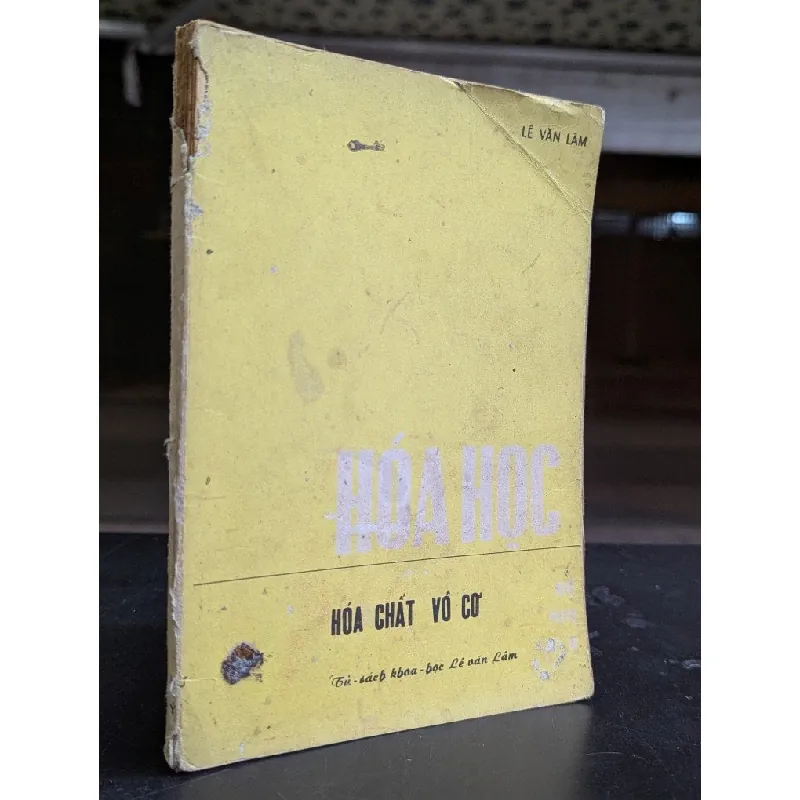 LÊ VĂN LÂM
HÓA HỌC
HÓA CHẤT VÔ CƠ
Tủ-sách khoa-học Lê văn Lâm